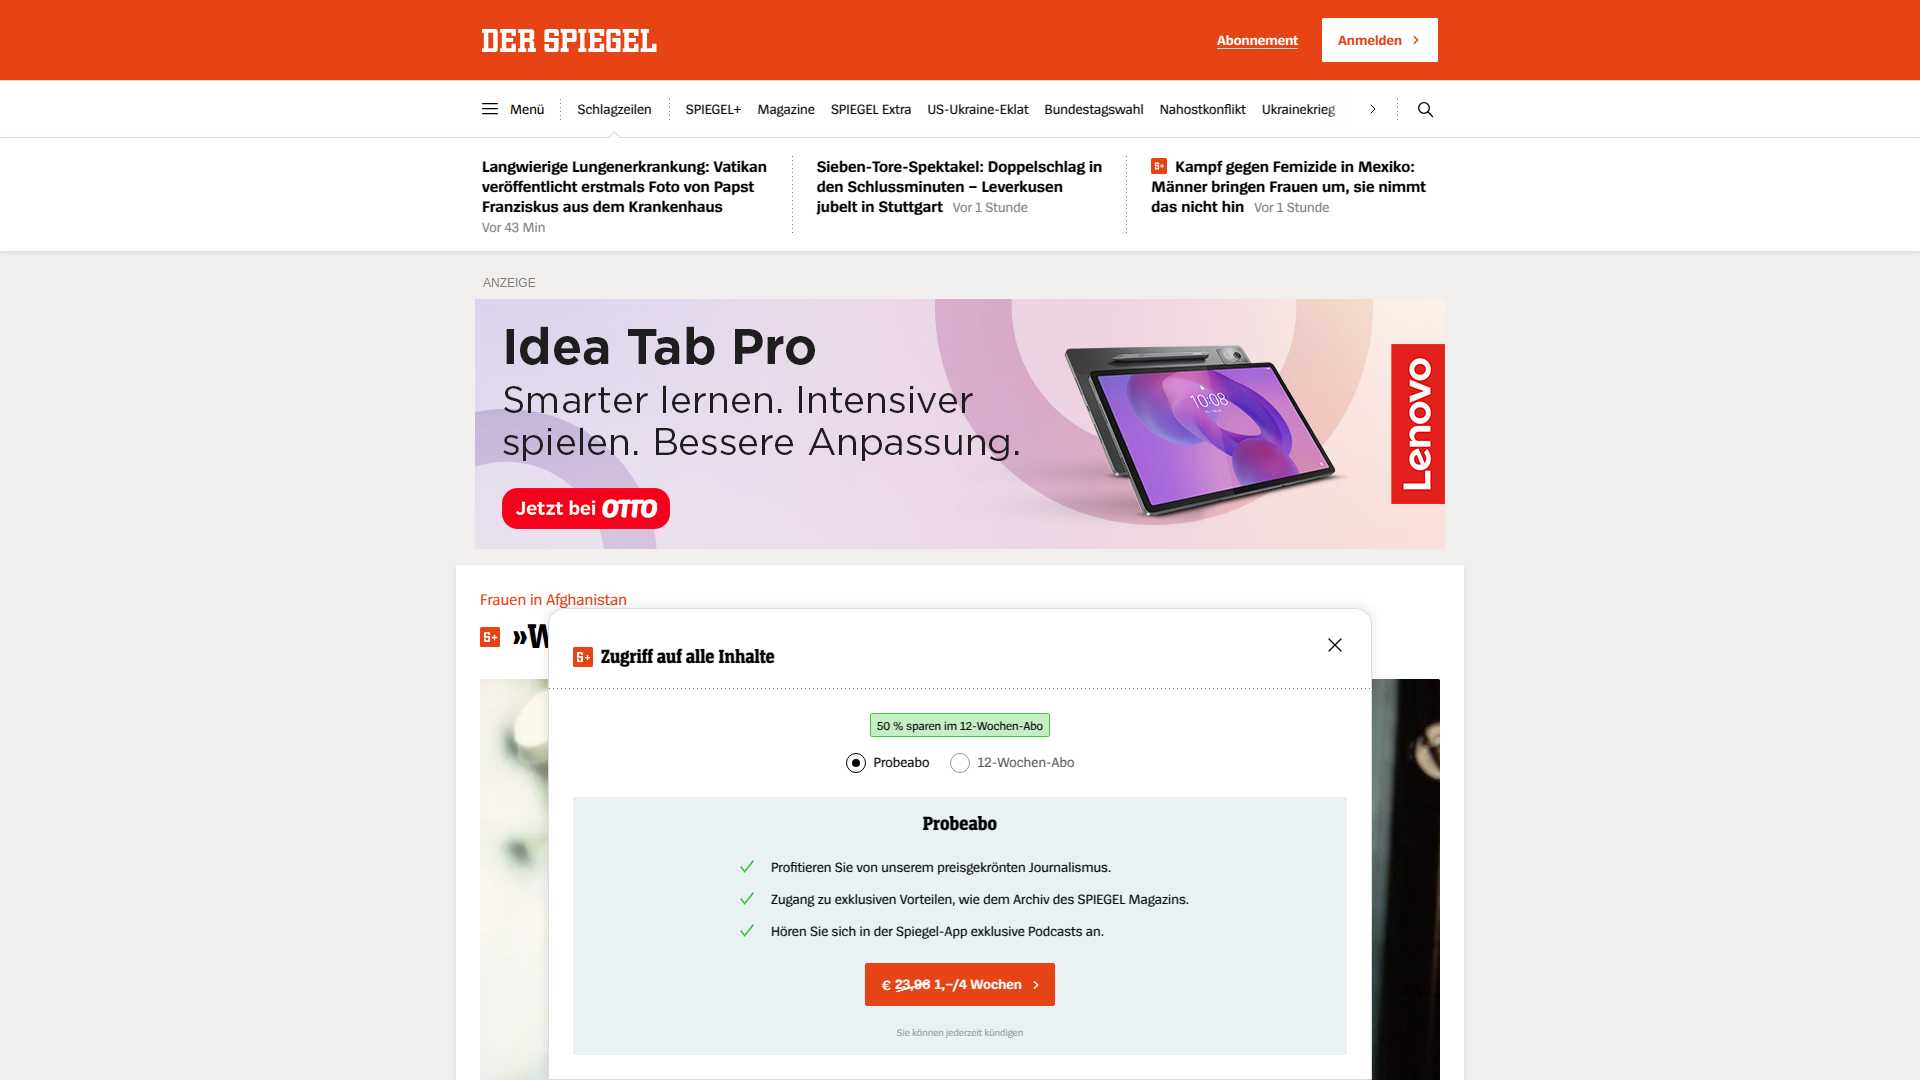 DER SPIEGEL
Abonnement
Anmelden
Menü
Schlagzeilen
SPIEGEL+
Magazine
SPIEGEL Extra
US-Ukraine-Eklat
Bundestagswahl
Nahostkonflikt
Ukrainekrieg
Langwierige Lungenerkrankung: Vatikan
veröffentlicht erstmals Foto von Papst
Franziskus aus dem Krankenhaus
Vor 43 Min
Sieben-Tore-Spektakel: Doppelschlag in
den Schlussminuten – Leverkusen
jubelt in Stuttgart Vor 1 Stunde
S+ Kampf gegen Femizide in Mexiko:
Männer bringen Frauen um, sie nimmt
das nicht hin Vor 1 Stunde
ANZEIGE
Idea Tab Pro
Smarter lernen. Intensiver
spielen. Bessere Anpassung.
Jetzt bei OTTO
10:08
Lenovo
Frauen in Afghanistan
S+ »W
S+ Zugriff auf alle Inhalte
50 % sparen im 12-Wochen-Abo
Probeabo
12-Wochen-Abo
Probeabo
Profitieren Sie von unserem preisgekrönten Journalismus.
Zugang zu exklusiven Vorteilen, wie dem Archiv des SPIEGEL Magazins.
Hören Sie sich in der Spiegel-App exklusive Podcasts an.
€ 23,96 1,–/4 Wochen
Sie können jederzeit kündigen